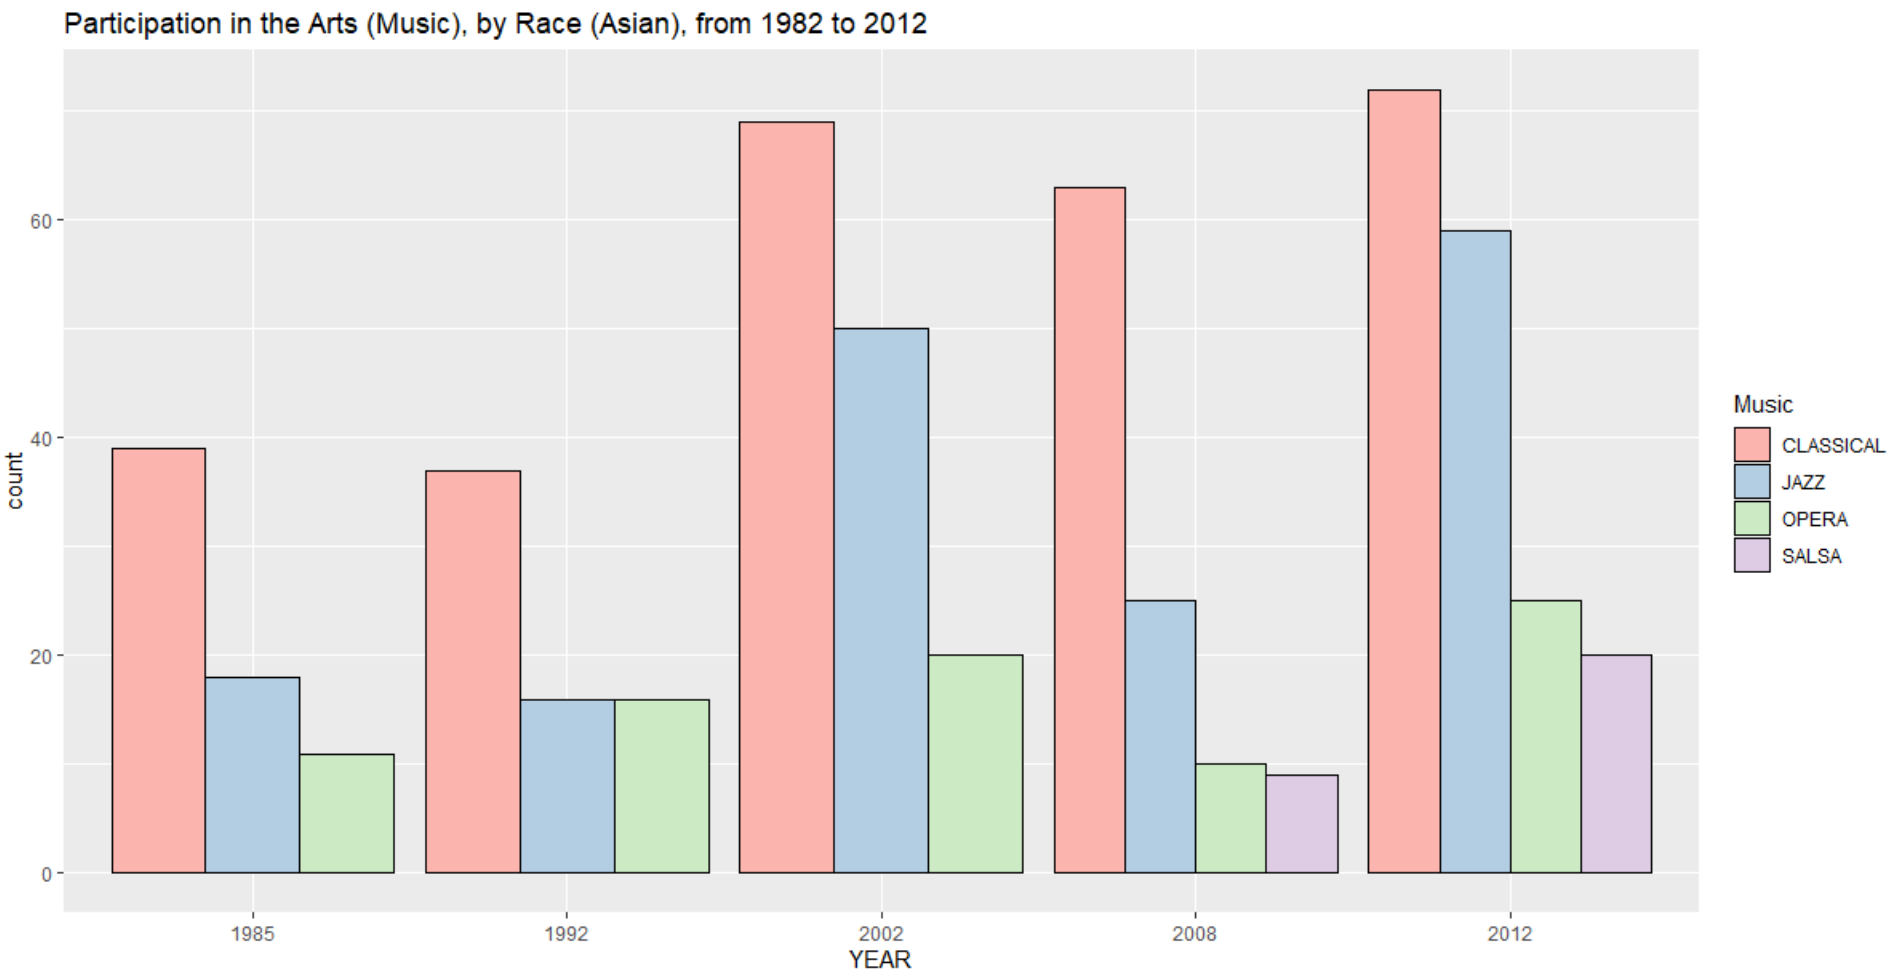 Participation in the Arts (Music), by Race (Asian), from 1982 to 2012
60
40
20
0
count
1985 1992 2002 2008 2012
YEAR
Music
CLASSICAL
JAZZ
OPERA
SALSA